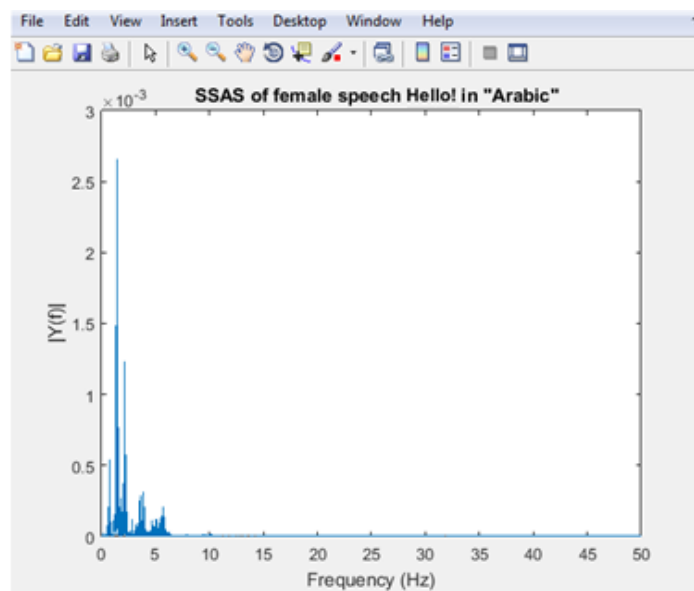 File Edit View Insert Tools Desktop Window Help
×10⁻³ SSAS of female speech Hello! in "Arabic"
3
2.5
2
1.5
1
0.5
0
|Y(f)|
0 5 10 15 20 25 30 35 40 45 50
Frequency (Hz)